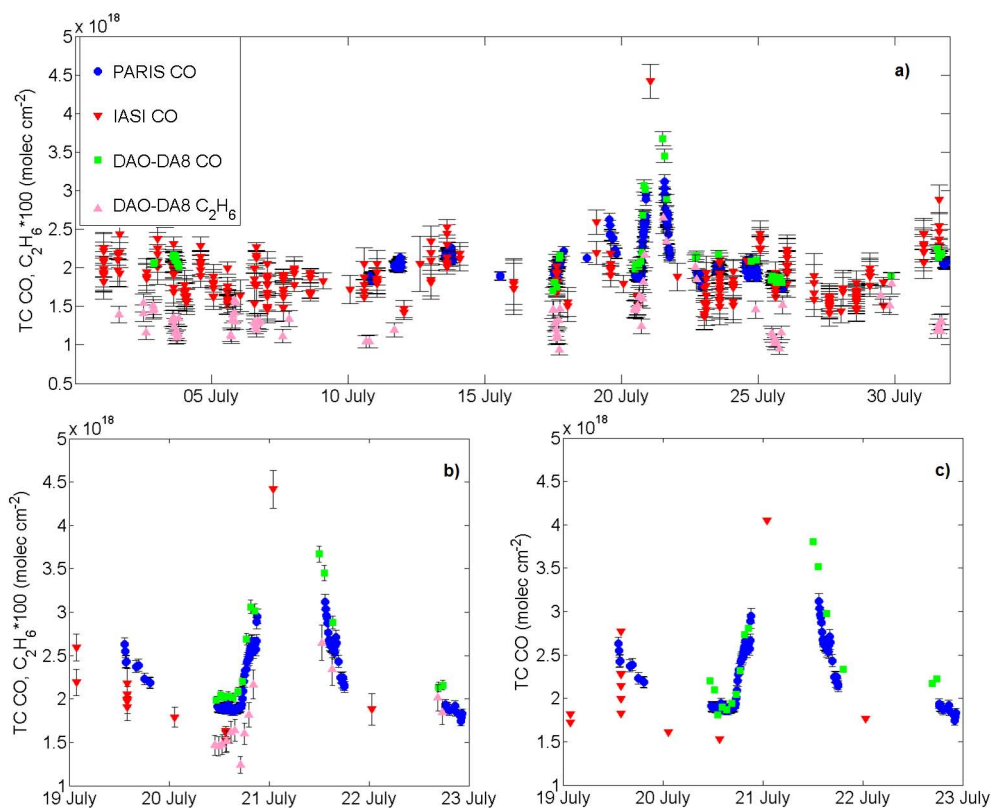 x 10^18
5
4.5
4
3.5
3
2.5
2
1.5
1
0.5
TC CO, C2H6*100 (molec cm-2)
PARIS CO
IASI CO
DAO-DA8 CO
DAO-DA8 C2H6
a)
05 July 10 July 15 July 20 July 25 July 30 July
x 10^18
5
4.5
4
3.5
3
2.5
2
1.5
1
TC CO, C2H6*100 (molec cm-2)
b)
19 July 20 July 21 July 22 July 23 July
x 10^18
5
4.5
4
3.5
3
2.5
2
1.5
1
TC CO (molec cm-2)
c)
19 July 20 July 21 July 22 July 23 July